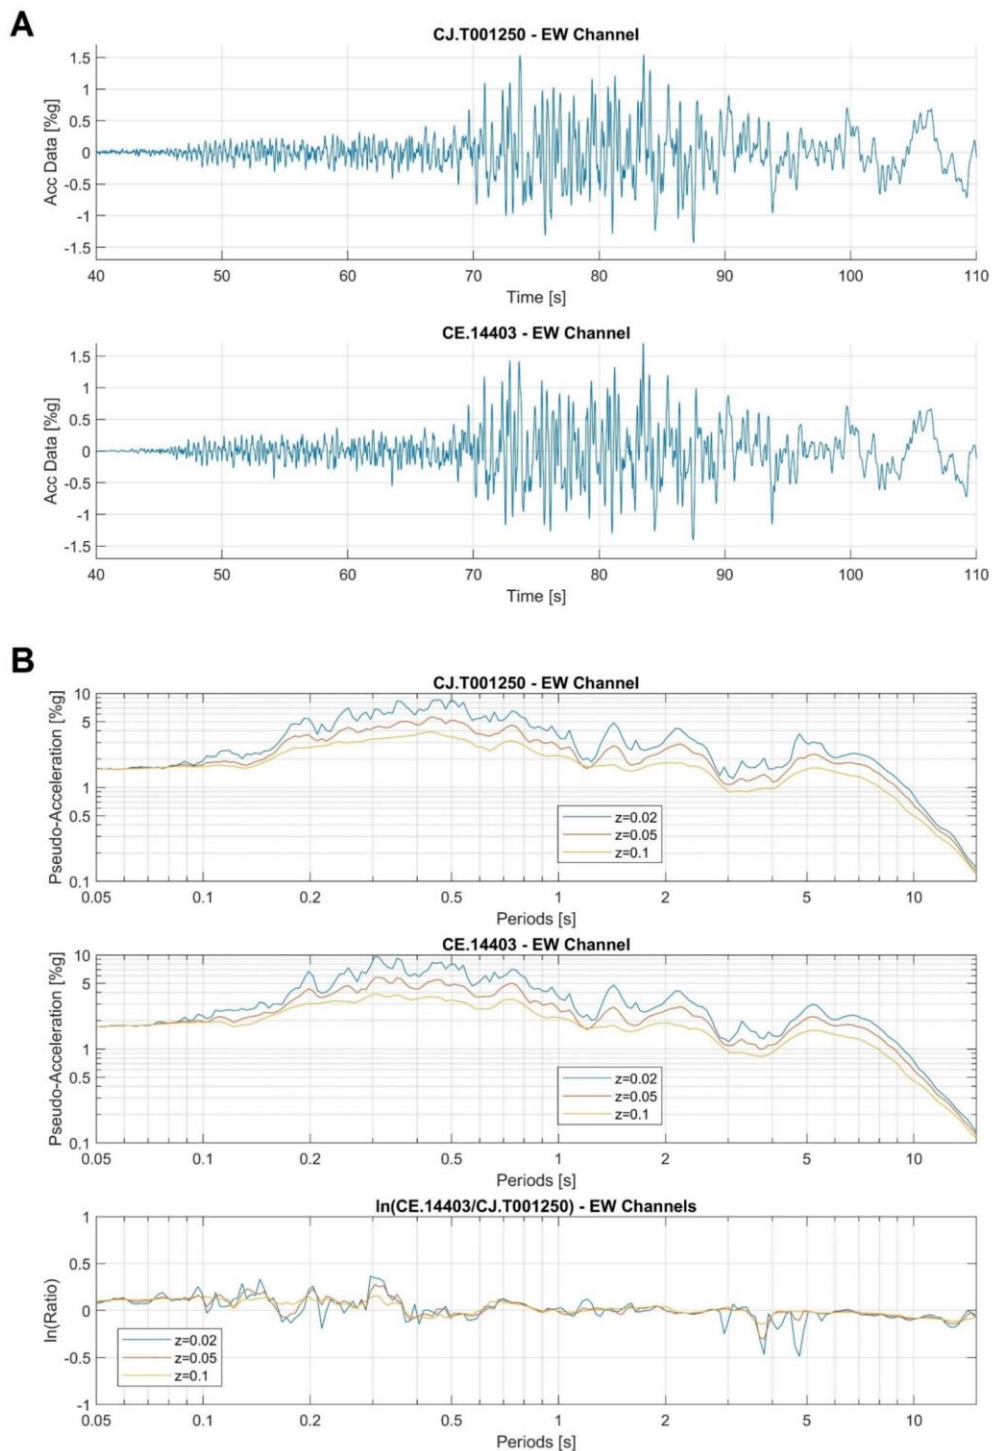 A
CJ.T001250 - EW Channel
Acc Data [%g]
1.5
1
0.5
0
-0.5
-1
-1.5
40 50 60 70 80 90 100 110
Time [s]
CE.14403 - EW Channel
Acc Data [%g]
1.5
1
0.5
0
-0.5
-1
-1.5
40 50 60 70 80 90 100 110
Time [s]
B
CJ.T001250 - EW Channel
Pseudo-Acceleration [%g]
10
5
1
0.5
0.1
z=0.02
z=0.05
z=0.1
0.05 0.1 0.2 0.5 1 2 5 10
Periods [s]
CE.14403 - EW Channel
Pseudo-Acceleration [%g]
10
5
1
0.5
0.1
z=0.02
z=0.05
z=0.1
0.05 0.1 0.2 0.5 1 2 5 10
Periods [s]
ln(CE.14403/CJ.T001250) - EW Channels
ln(Ratio)
1
0.5
0
-0.5
-1
z=0.02
z=0.05
z=0.1
0.05 0.1 0.2 0.5 1 2 5 10
Periods [s]